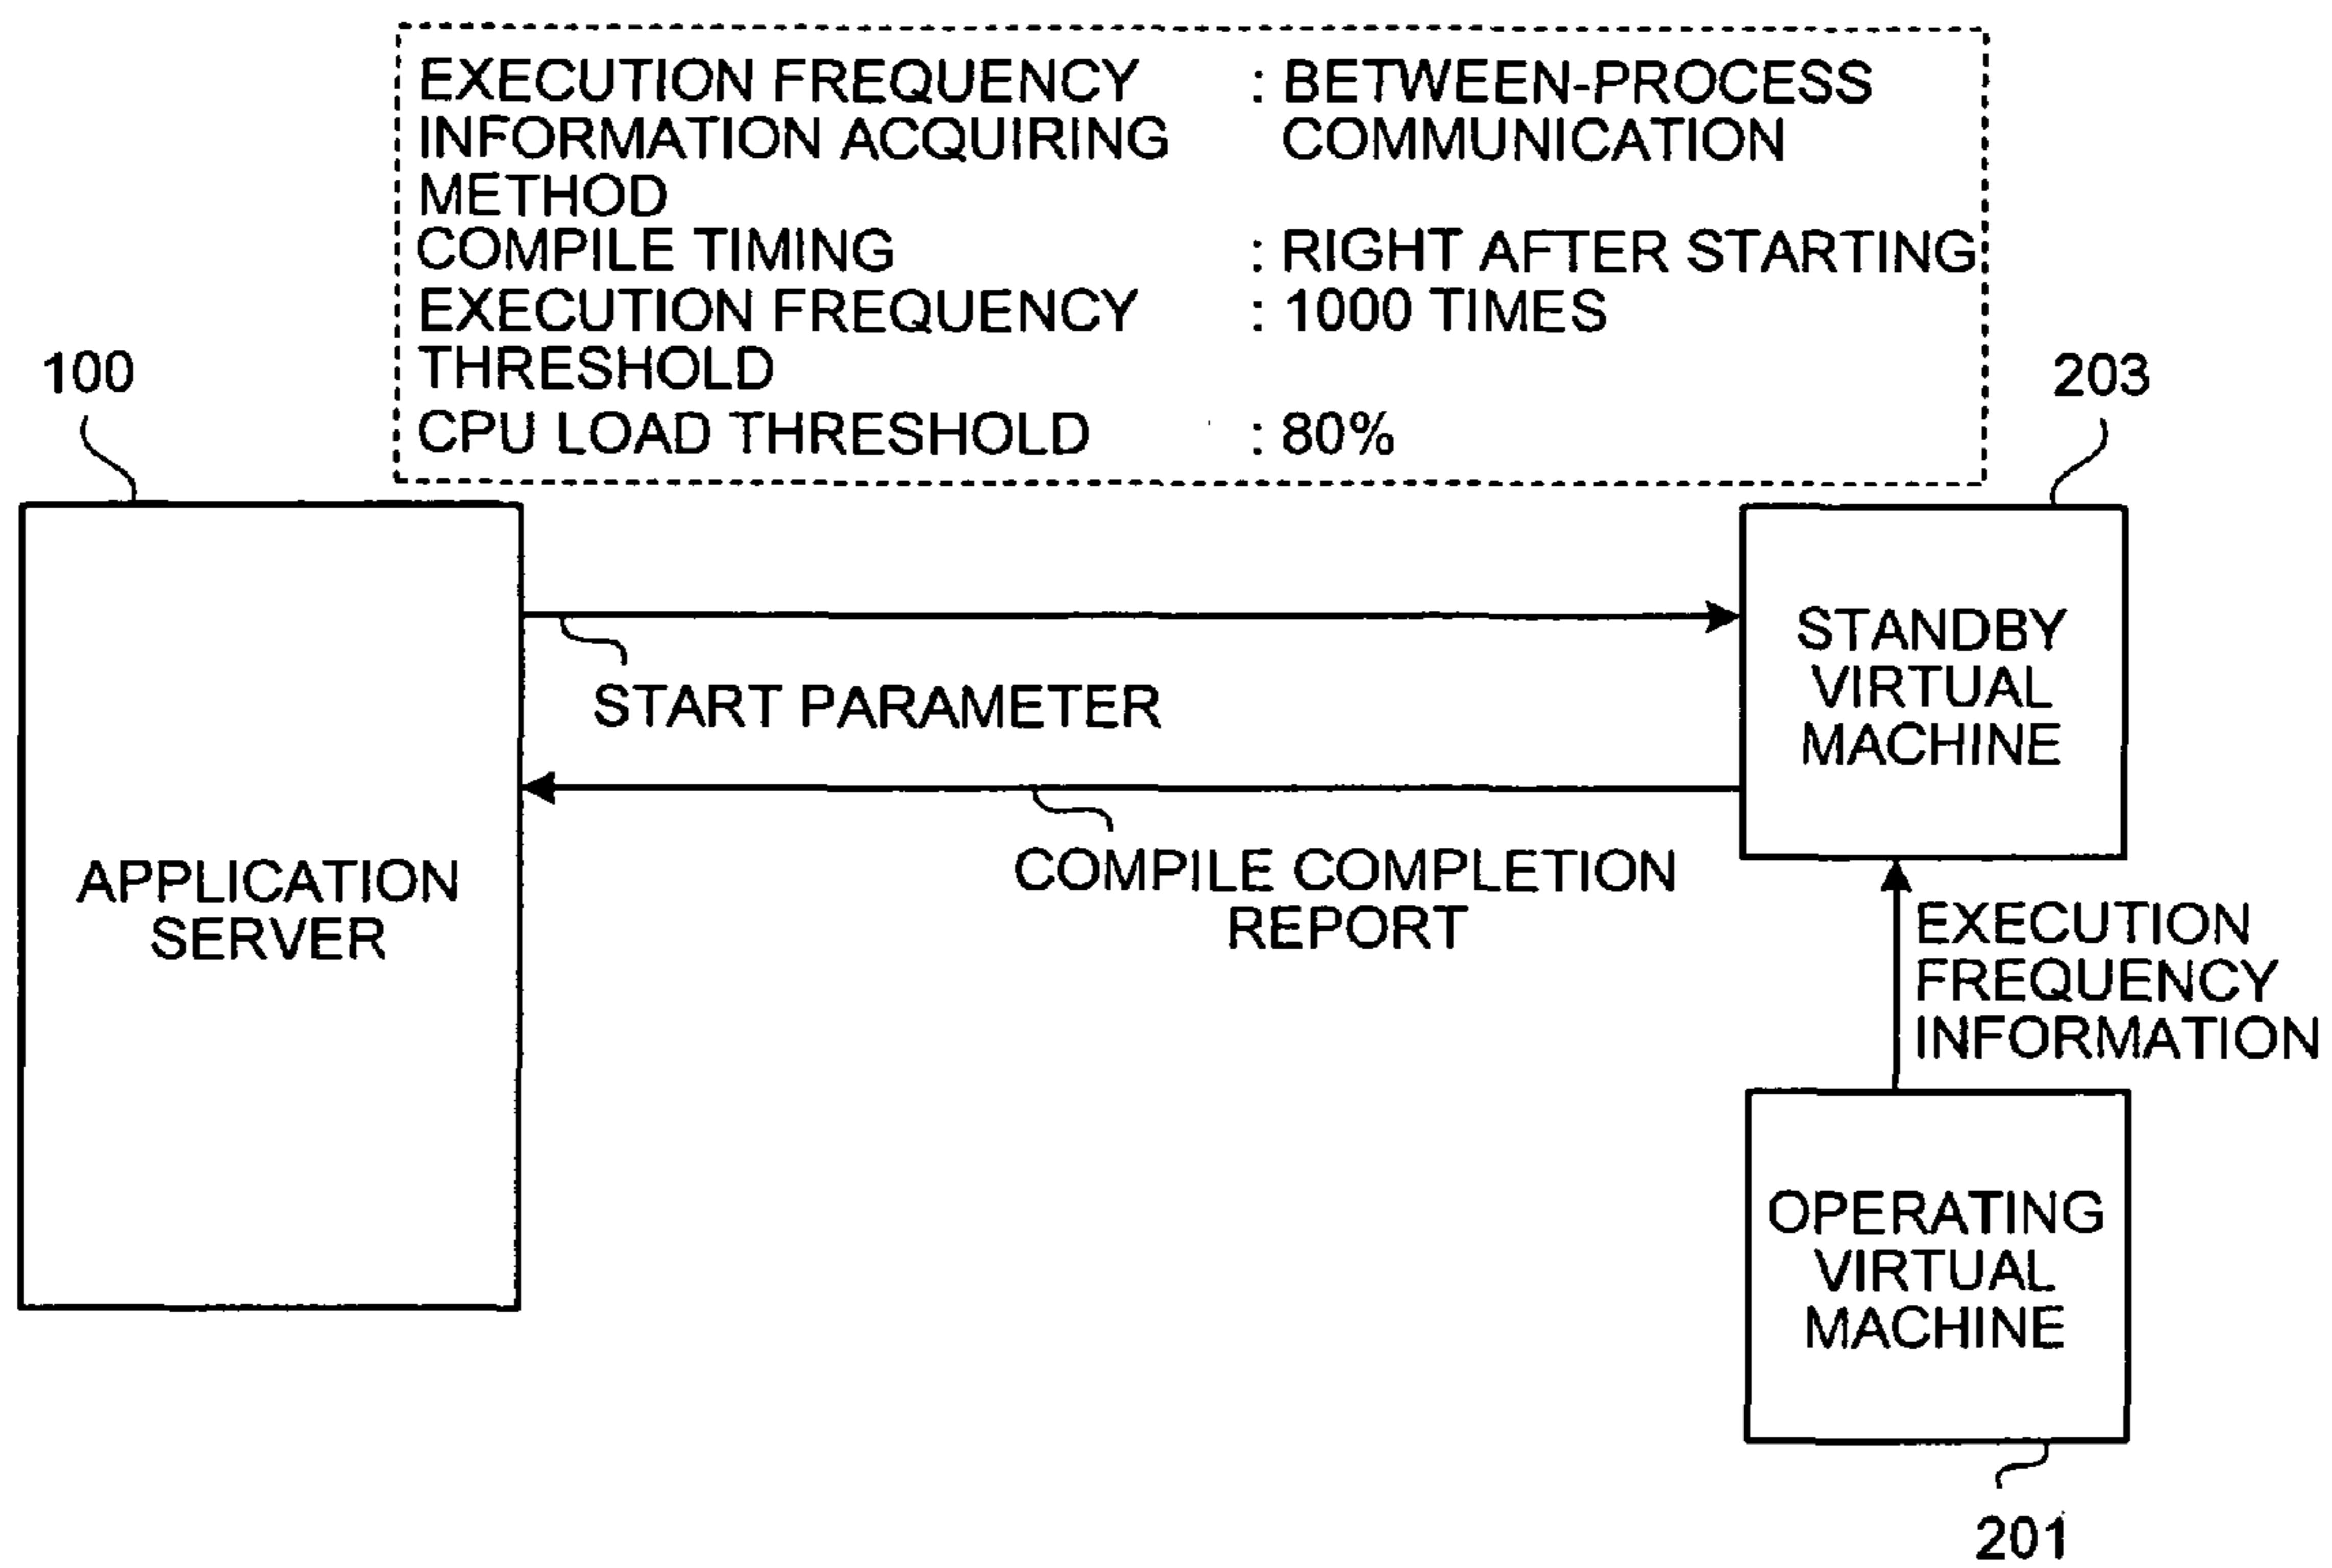 EXECUTION FREQUENCY : BETWEEN-PROCESS
INFORMATION ACQUIRING COMMUNICATION
METHOD
COMPILE TIMING : RIGHT AFTER STARTING
EXECUTION FREQUENCY : 1000 TIMES
THRESHOLD
CPU LOAD THRESHOLD : 80%
100
203
START PARAMETER
STANDBY
VIRTUAL
MACHINE
COMPILE COMPLETION
REPORT
APPLICATION
SERVER
EXECUTION
FREQUENCY
INFORMATION
OPERATING
VIRTUAL
MACHINE
201